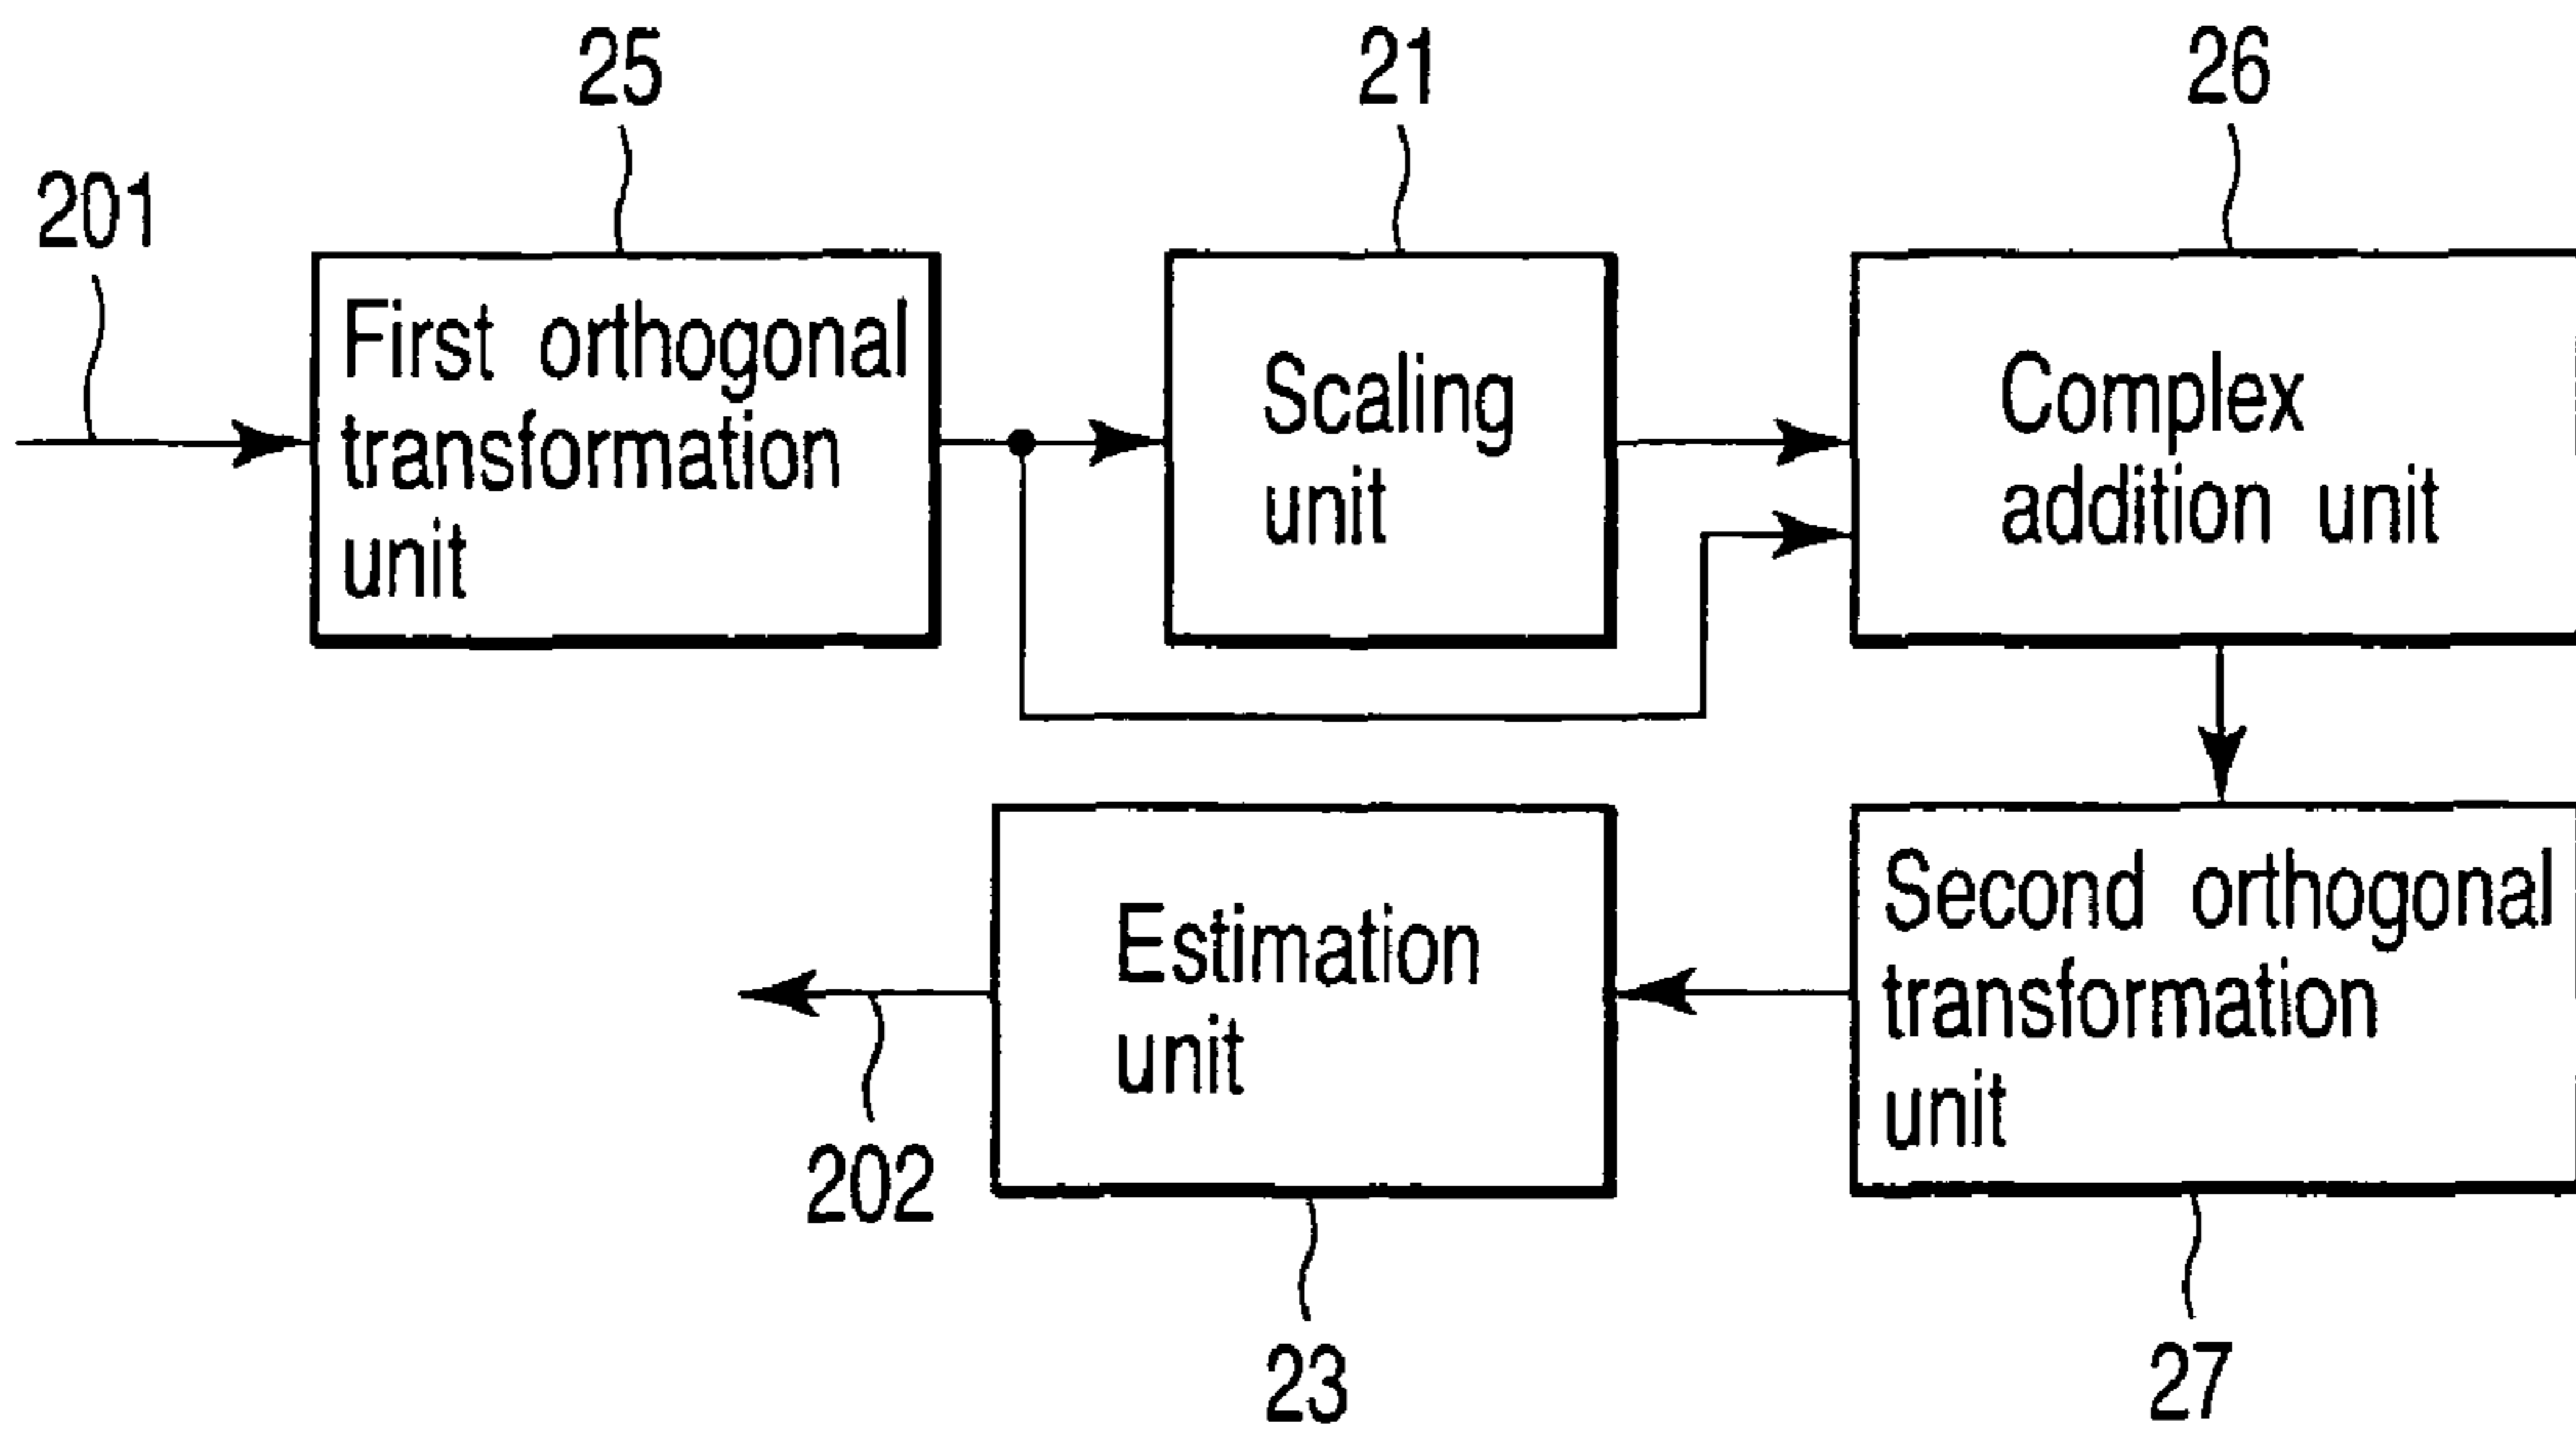 25
21
26
201
First orthogonal
transformation
unit
Scaling
unit
Complex
addition unit
Estimation
unit
Second orthogonal
transformation
unit
202
23
27